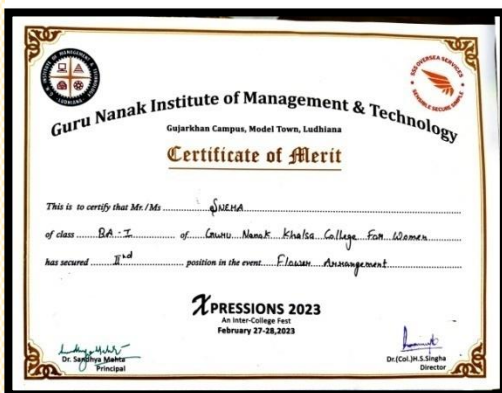 Guru Nanak Institute of Management & Technology
Gujarkhan Campus, Model Town, Ludhiana
Certificate of Merit
This is to certify that Mr./Ms SNEHA
of class BA-I of Guru Nanak Khalsa College For Women
has secured IInd position in the event Flower Arrangement
XPRESSIONS 2023
An Inter-College Fest
February 27-28,2023
Dr. Sandhya Mehta
Principal
Dr.(Col.)H.S.Singha
Director